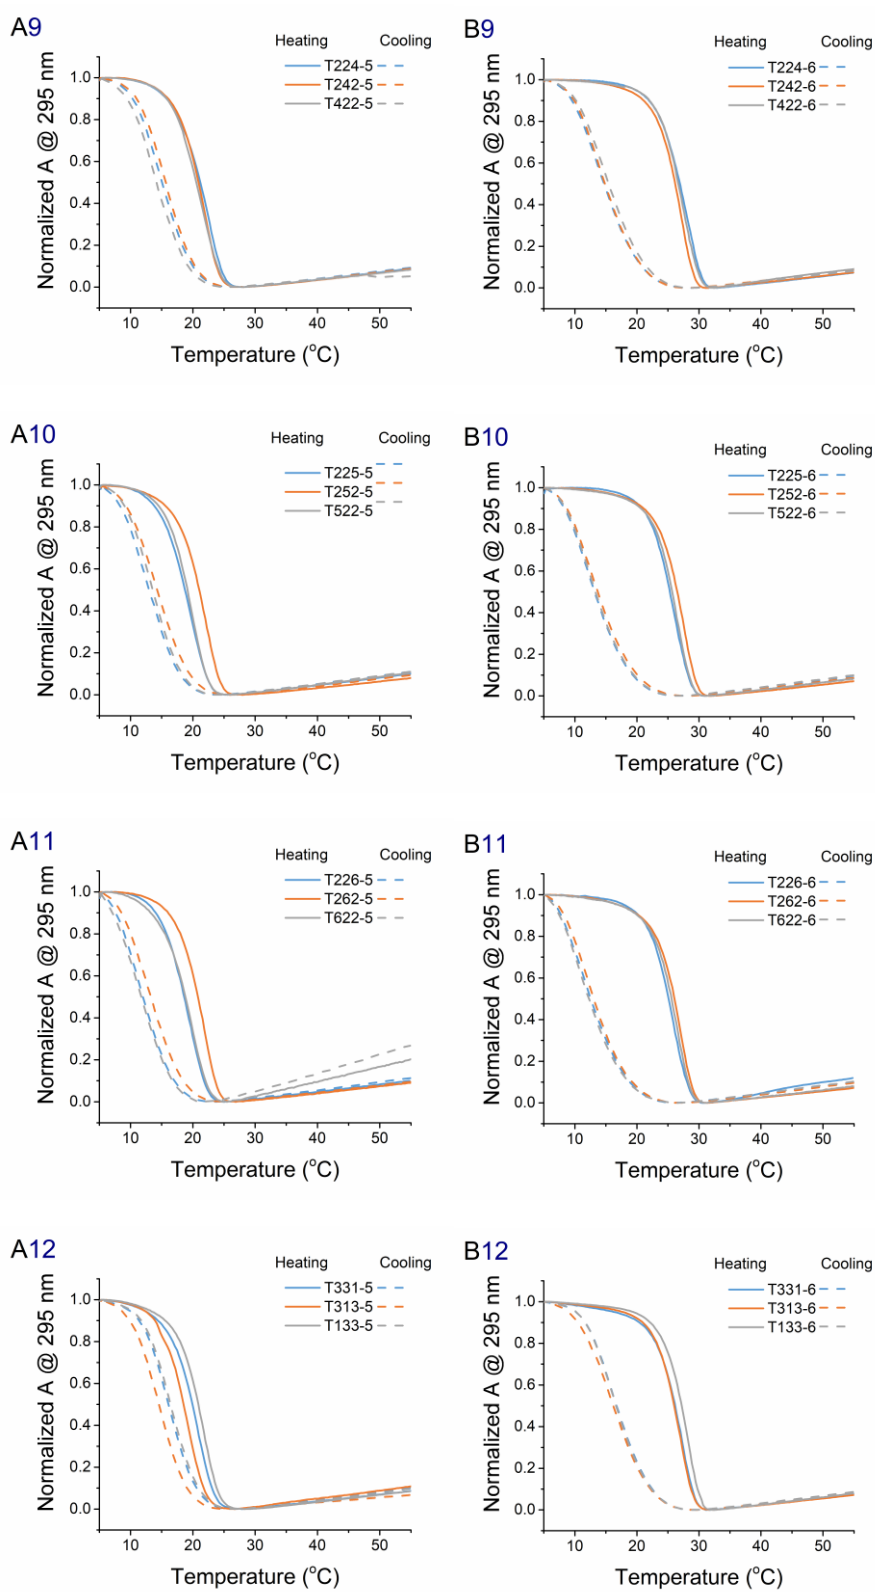 A9
Heating Cooling
T224-5
T242-5
T422-5
Normalized A @ 295 nm
1.0
0.8
0.6
0.4
0.2
0.0
10 20 30 40 50
Temperature (°C)
B9
Heating Cooling
T224-6
T242-6
T422-6
Normalized A @ 295 nm
1.0
0.8
0.6
0.4
0.2
0.0
10 20 30 40 50
Temperature (°C)
A10
Heating Cooling
T225-5
T252-5
T522-5
Normalized A @ 295 nm
1.0
0.8
0.6
0.4
0.2
0.0
10 20 30 40 50
Temperature (°C)
B10
Heating Cooling
T225-6
T252-6
T522-6
Normalized A @ 295 nm
1.0
0.8
0.6
0.4
0.2
0.0
10 20 30 40 50
Temperature (°C)
A11
Heating Cooling
T226-5
T262-5
T622-5
Normalized A @ 295 nm
1.0
0.8
0.6
0.4
0.2
0.0
10 20 30 40 50
Temperature (°C)
B11
Heating Cooling
T226-6
T262-6
T622-6
Normalized A @ 295 nm
1.0
0.8
0.6
0.4
0.2
0.0
10 20 30 40 50
Temperature (°C)
A12
Heating Cooling
T331-5
T313-5
T133-5
Normalized A @ 295 nm
1.0
0.8
0.6
0.4
0.2
0.0
10 20 30 40 50
Temperature (°C)
B12
Heating Cooling
T331-6
T313-6
T133-6
Normalized A @ 295 nm
1.0
0.8
0.6
0.4
0.2
0.0
10 20 30 40 50
Temperature (°C)